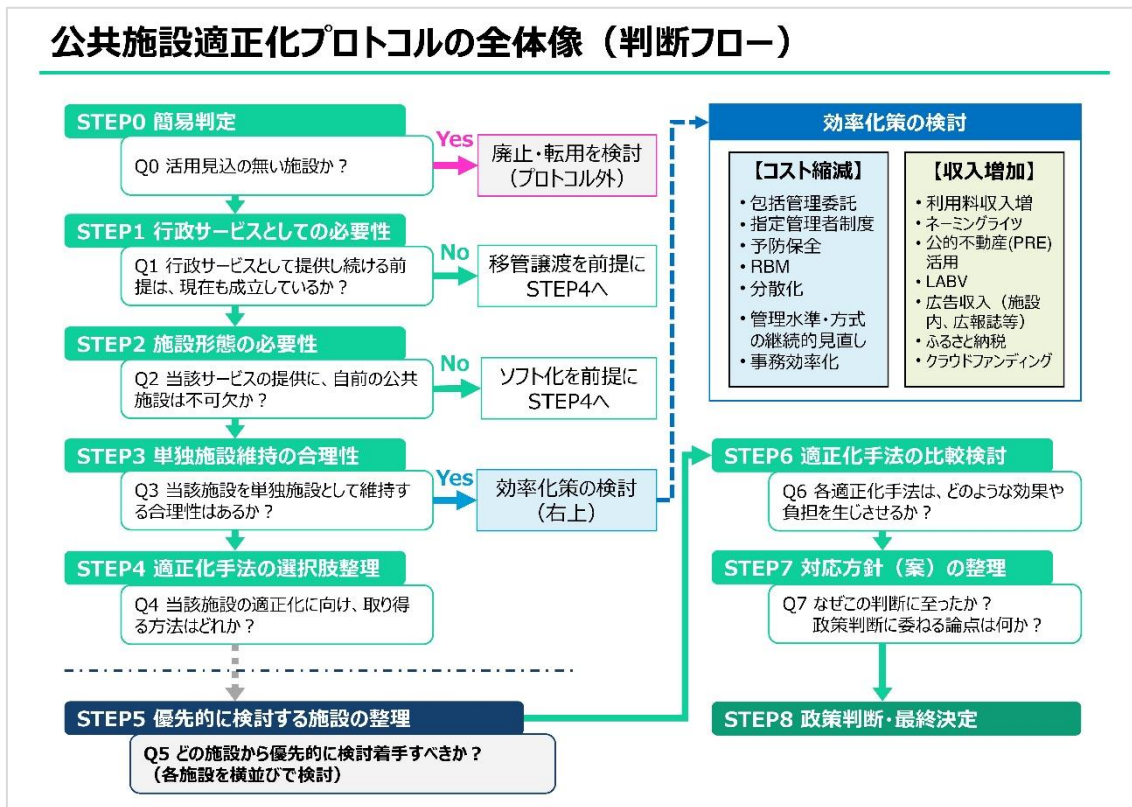 公共施設適正化プロトコルの全体像（判断フロー）
STEP0 簡易判定
Q0 活用見込の無い施設か？
Yes
廃止・転用を検討
（プロトコル外）
STEP1 行政サービスとしての必要性
Q1 行政サービスとして提供し続ける前
提は、現在も成立しているか？
No
移管譲渡を前提に
STEP4へ
STEP2 施設形態の必要性
Q2 当該サービスの提供に、自前の公共
施設は不可欠か？
No
ソフト化を前提に
STEP4へ
STEP3 単独施設維持の合理性
Q3 当該施設を単独施設として維持す
る合理性はあるか？
Yes
効率化策の検討
（右上）
STEP4 適正化手法の選択肢整理
Q4 当該施設の適正化に向け、取り得
る方法はどれか？
STEP5 優先的に検討する施設の整理
Q5 どの施設から優先的に検討着手すべきか？
（各施設を横並びで検討）
効率化策の検討
【コスト縮減】
•包括管理委託
•指定管理者制度
•予防保全
•RBM
•分散化
•管理水準・方式
の継続的見直し
•事務効率化
【収入増加】
•利用料収入増
•ネーミングライツ
•公的不動産(PRE)
活用
•LABV
•広告収入（施設
内、広報誌等）
•ふるさと納税
•クラウドファンディング
STEP6 適正化手法の比較検討
Q6 各適正化手法は、どのような効果や
負担を生じさせるか？
STEP7 対応方針（案）の整理
Q7 なぜこの判断に至ったか？
政策判断に委ねる論点は何か？
STEP8 政策判断・最終決定